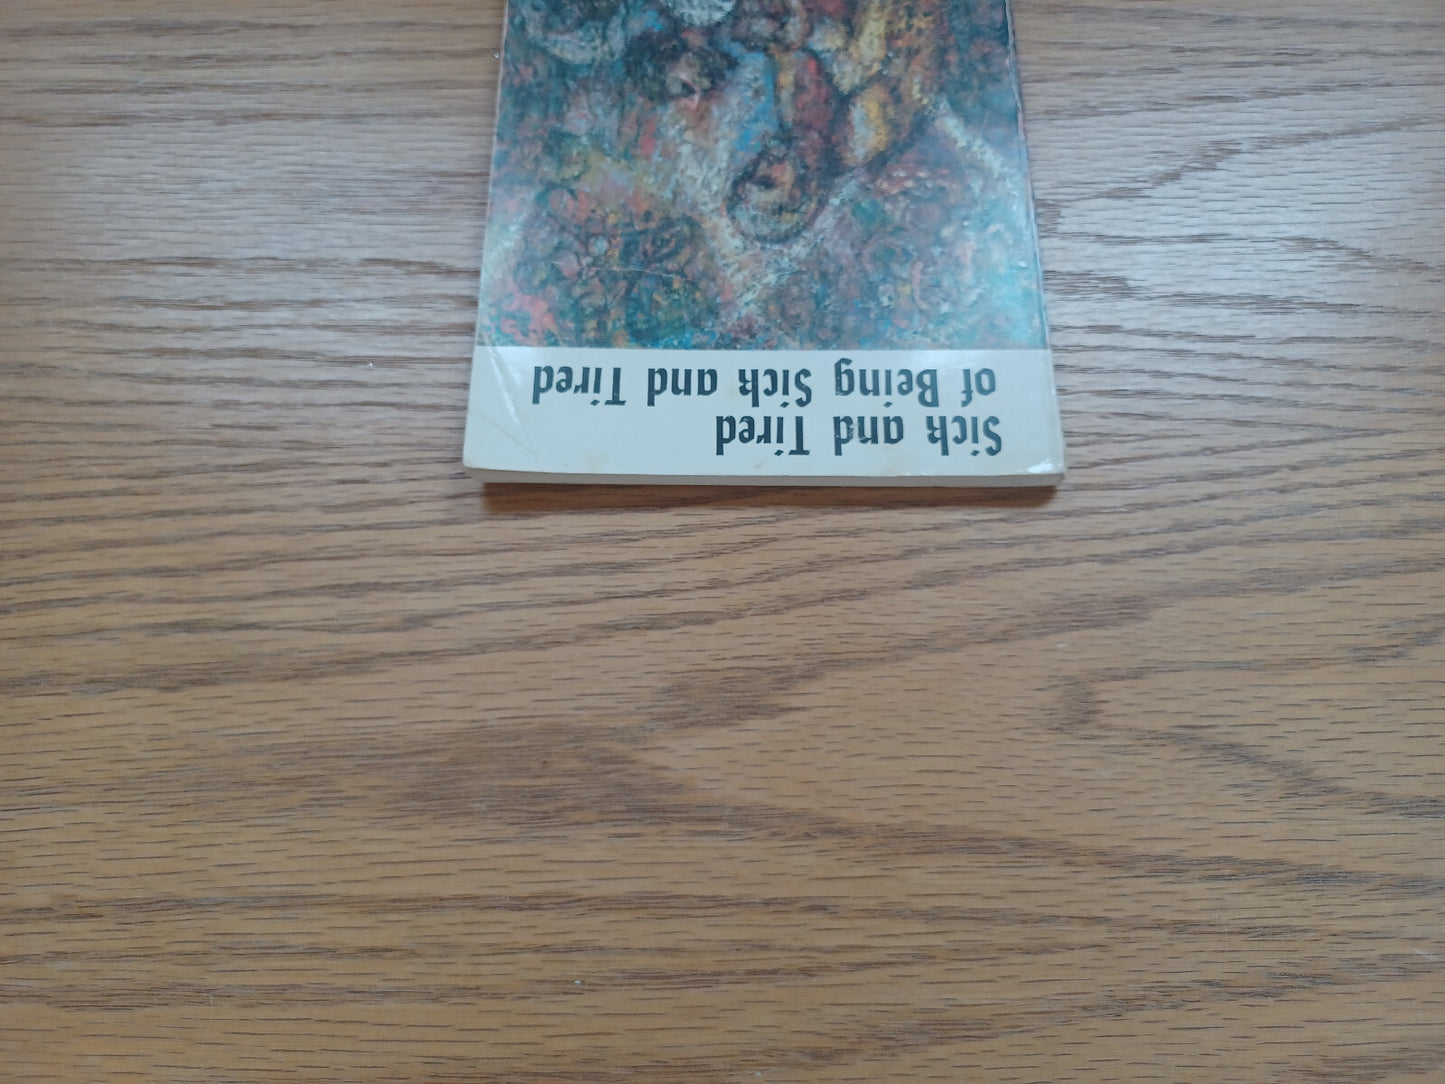 Sick and Tired
of Being Sick and Tired